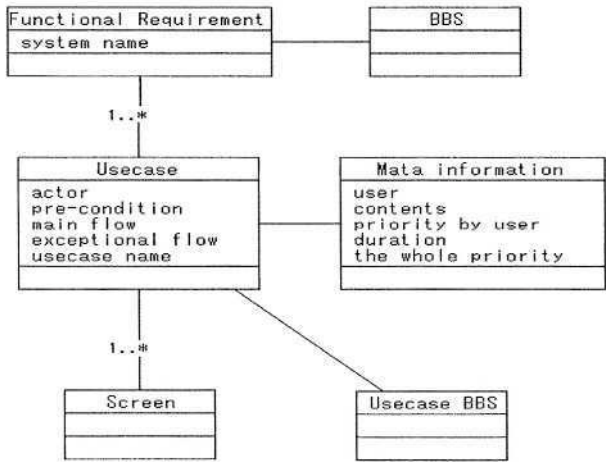 Functional Requirement
system name
BBS
1..*
Usecase
actor
pre-condition
main flow
exceptional flow
usecase name
Mata information
user
contents
priority by user
duration
the whole priority
1..*
Screen
Usecase BBS